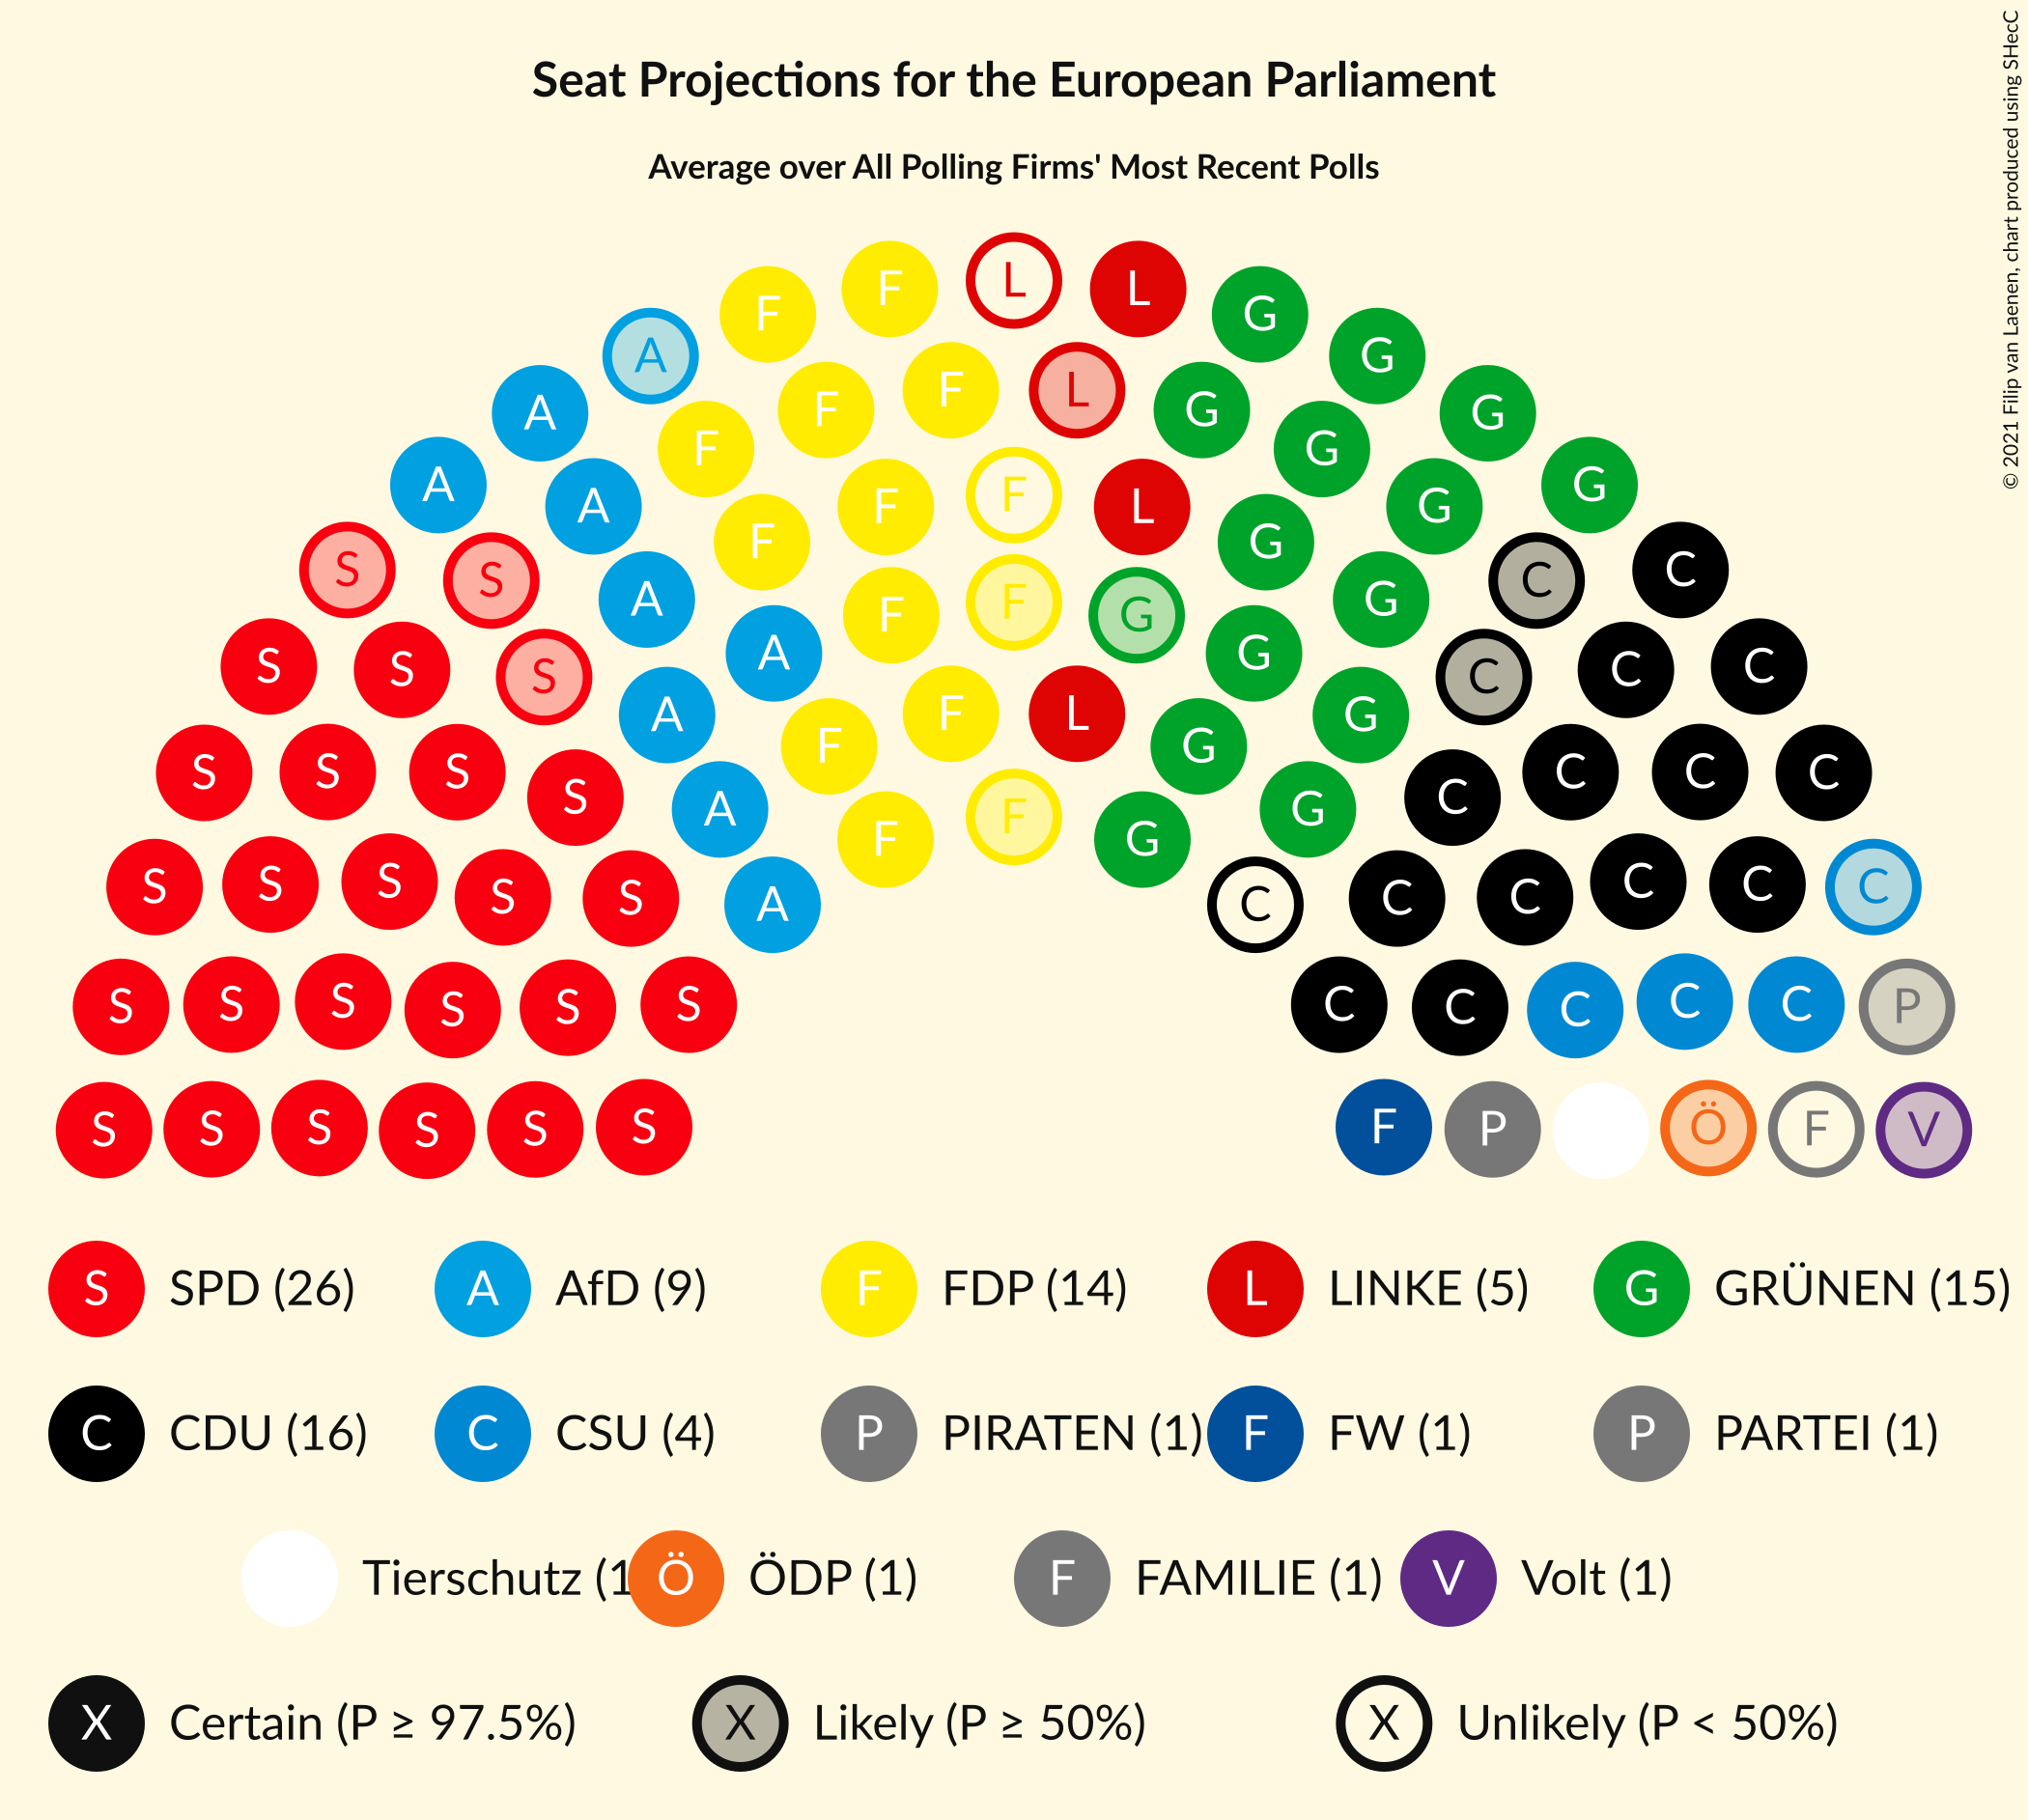 Seat Projections for the European Parliament
Average over All Polling Firms' Most Recent Polls
© 2021 Filip van Laenen, chart produced using SHecC
L
F L
F G
A G
F F L
A G
F G
A F F L G
A F G
S S A F G C C
A F F G G
S S S A F G G C C C
A F L G
S S S S A F G G C C C C
S S S S S A F F G C C C C C C
S S S S S S C C C C C P
S S S S S S F P Ö F V
S SPD (26) A AfD (9) F FDP (14) L LINKE (5) G GRÜNEN (15)
C CDU (16) C CSU (4) P PIRATEN (1) F FW (1) P PARTEI (1)
Tierschutz (1 Ö ÖDP (1) F FAMILIE (1) V Volt (1)
X Certain (P ≥ 97.5%) X Likely (P ≥ 50%) X Unlikely (P < 50%)